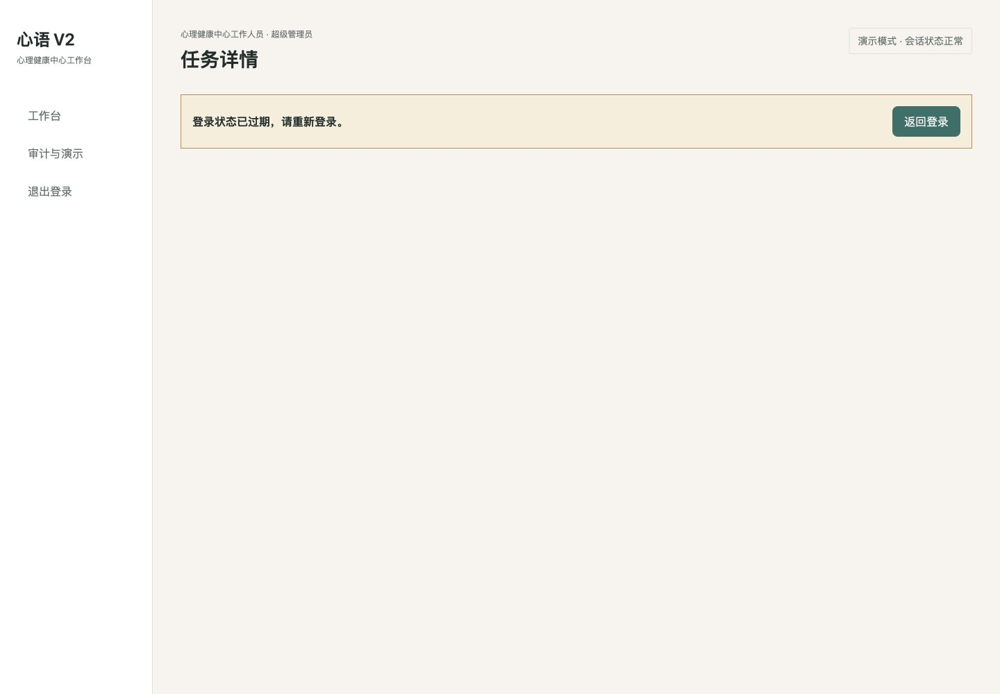 心语 V2
心理健康中心工作台
工作台
审计与演示
退出登录
心理健康中心工作人员 · 超级管理员
任务详情
演示模式 · 会话状态正常
登录状态已过期，请重新登录。
返回登录